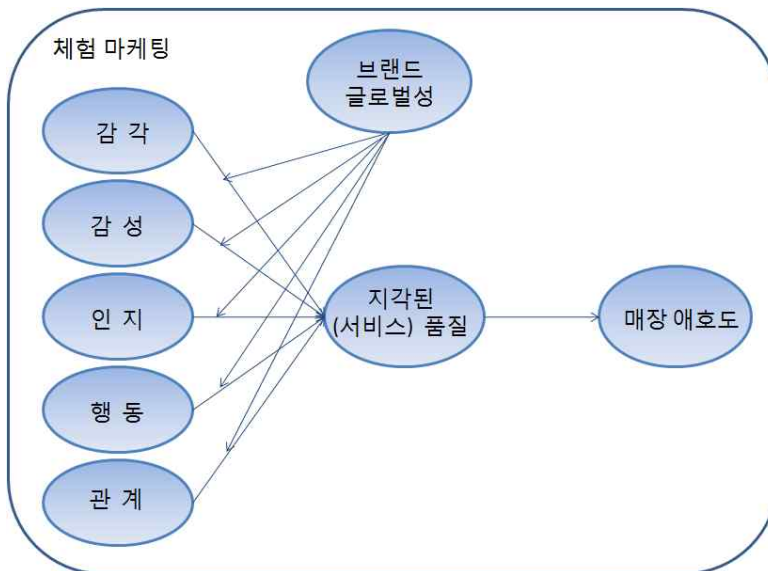 체험 마케팅
브랜드
글로벌성
감 각
감 성
인 지
행 동
관 계
지각된
(서비스) 품질
매장 애호도